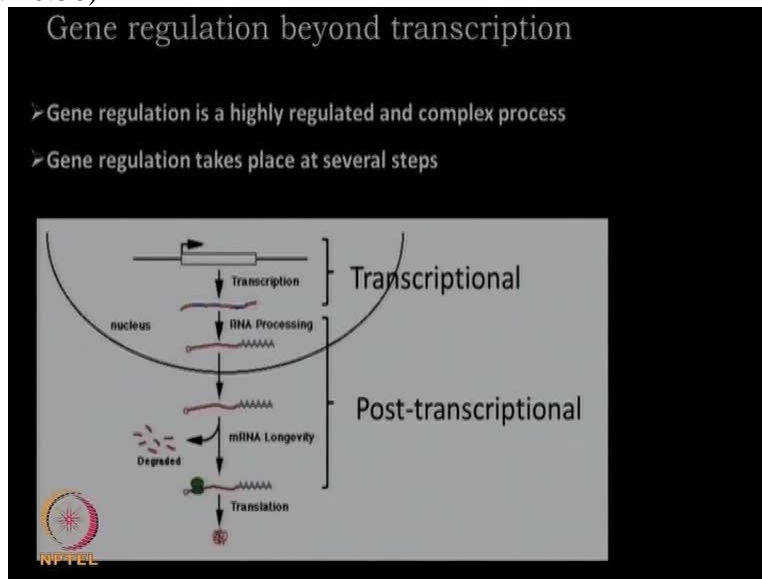 Gene regulation beyond transcription
➢Gene regulation is a highly regulated and complex process
➢Gene regulation takes place at several steps
Transcription
Transcriptional
nucleus
RNA Processing
Post-transcriptional
mRNA Longevity
Degraded
Translation
NPTEL